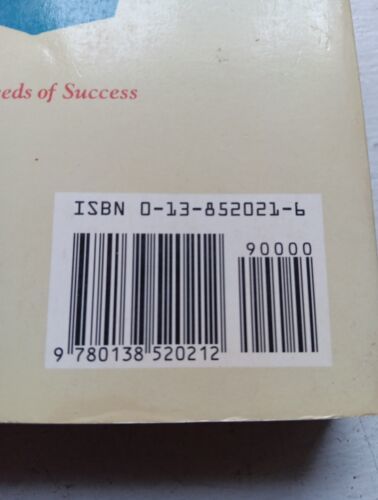 eeds of Success
ISBN 0-13-852021-6
90000
9 780138 520212